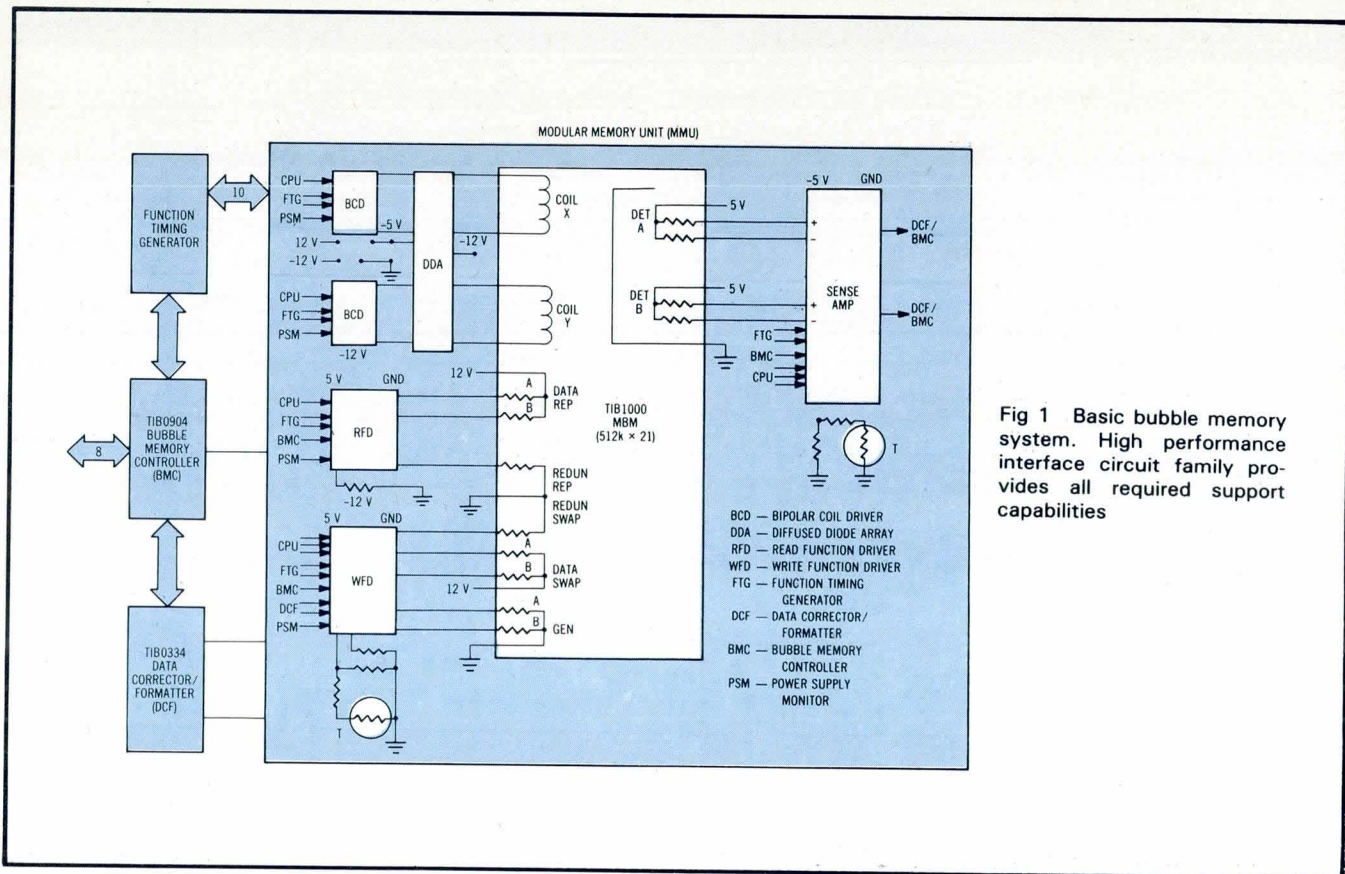 MODULAR MEMORY UNIT (MMU)
FUNCTION
TIMING
GENERATOR
10
TIB0904
BUBBLE
MEMORY
CONTROLLER
(BMC)
8
TIB0334
DATA
CORRECTOR/
FORMATTER
(DCF)
CPU
FTG
PSM
BCD
-5 V
12 V
-12 V
DDA
-12 V
CPU
FTG
PSM
BCD
-12 V
COIL
X
COIL
Y
5 V GND
CPU
FTG
BMC
PSM
RFD
-12 V
12 V
A
B
DATA
REP
REDUN
REP
REDUN
SWAP
5 V GND
CPU
FTG
BMC
DCF
PSM
WFD
T
A
B
DATA
SWAP
12 V
A
B
GEN
TIB1000
MBM
(512k × 21)
DET
A
5 V
DET
B
5 V
-5 V GND
+
−
+
−
SENSE
AMP
DCF/
BMC
DCF/
BMC
FTG
BMC
CPU
T
BCD — BIPOLAR COIL DRIVER
DDA — DIFFUSED DIODE ARRAY
RFD — READ FUNCTION DRIVER
WFD — WRITE FUNCTION DRIVER
FTG — FUNCTION TIMING
GENERATOR
DCF — DATA CORRECTOR/
FORMATTER
BMC — BUBBLE MEMORY
CONTROLLER
PSM — POWER SUPPLY
MONITOR
Fig 1 Basic bubble memory
system. High performance
interface circuit family pro-
vides all required support
capabilities